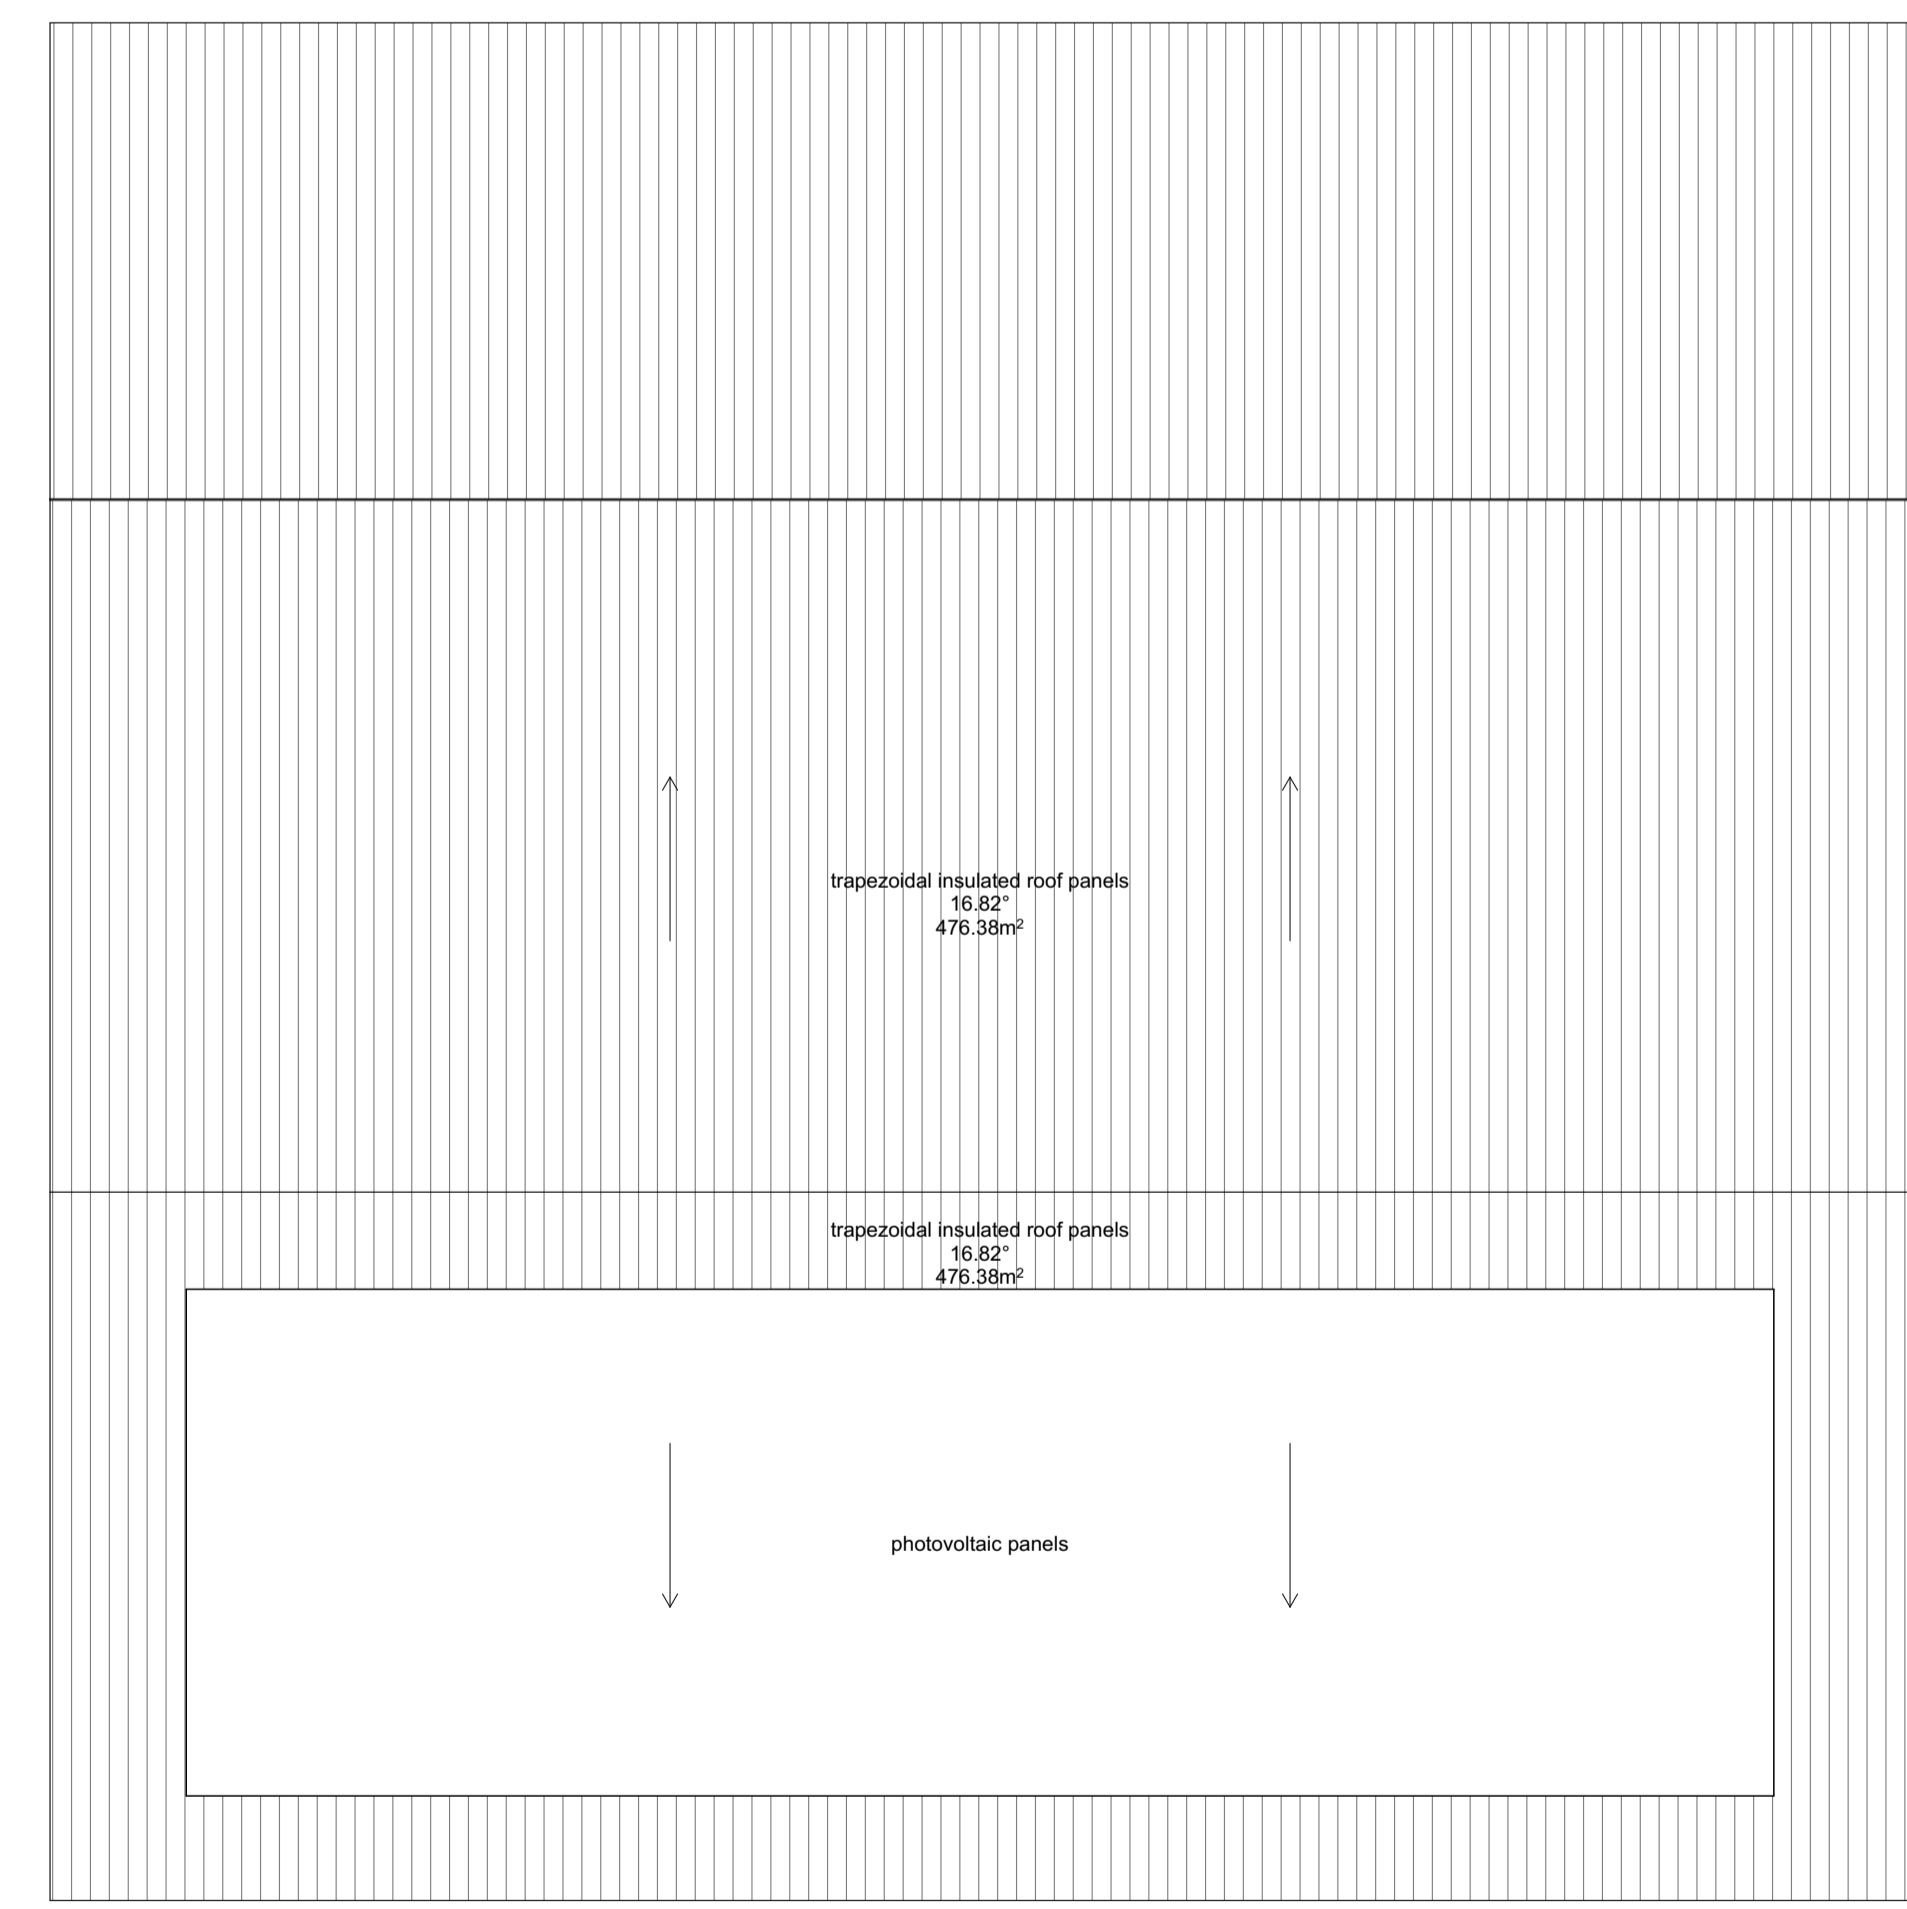 trapezoidal insulated roof panels
16.82°
476.38m²
trapezoidal insulated roof panels
16.82°
476.38m²
photovoltaic panels